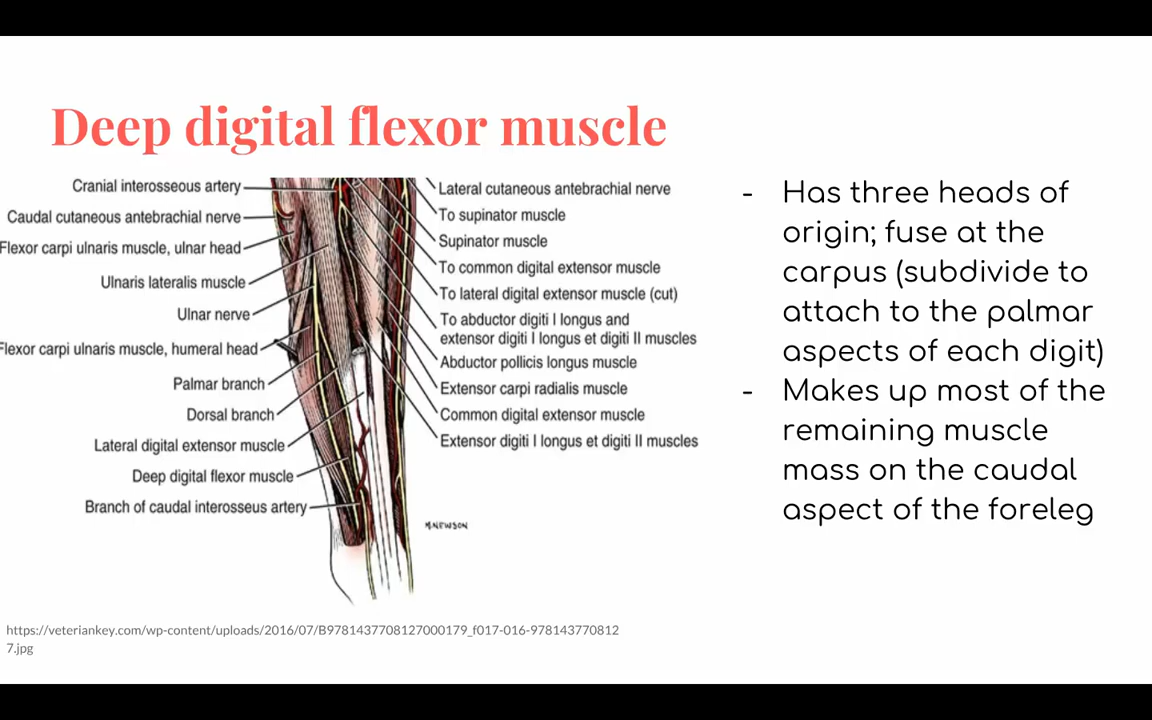 Deep digital flexor muscle
Cranial interosseous artery
Caudal cutaneous antebrachial nerve
Flexor carpi ulnaris muscle, ulnar head
Ulnaris lateralis muscle
Ulnar nerve
Flexor carpi ulnaris muscle, humeral head
Palmar branch
Dorsal branch
Lateral digital extensor muscle
Deep digital flexor muscle
Branch of caudal interosseus artery
Lateral cutaneous antebrachial nerve
To supinator muscle
Supinator muscle
To common digital extensor muscle
To lateral digital extensor muscle (cut)
To abductor digiti I longus and
extensor digiti I longus et digiti II muscles
Abductor pollicis longus muscle
Extensor carpi radialis muscle
Common digital extensor muscle
Extensor digiti I longus et digiti II muscles
M.NEWSON
- Has three heads of
origin; fuse at the
carpus (subdivide to
attach to the palmar
aspects of each digit)
- Makes up most of the
remaining muscle
mass on the caudal
aspect of the foreleg
https://veteriankey.com/wp-content/uploads/2016/07/B9781437708127000179_f017-016-978143770812
7.jpg